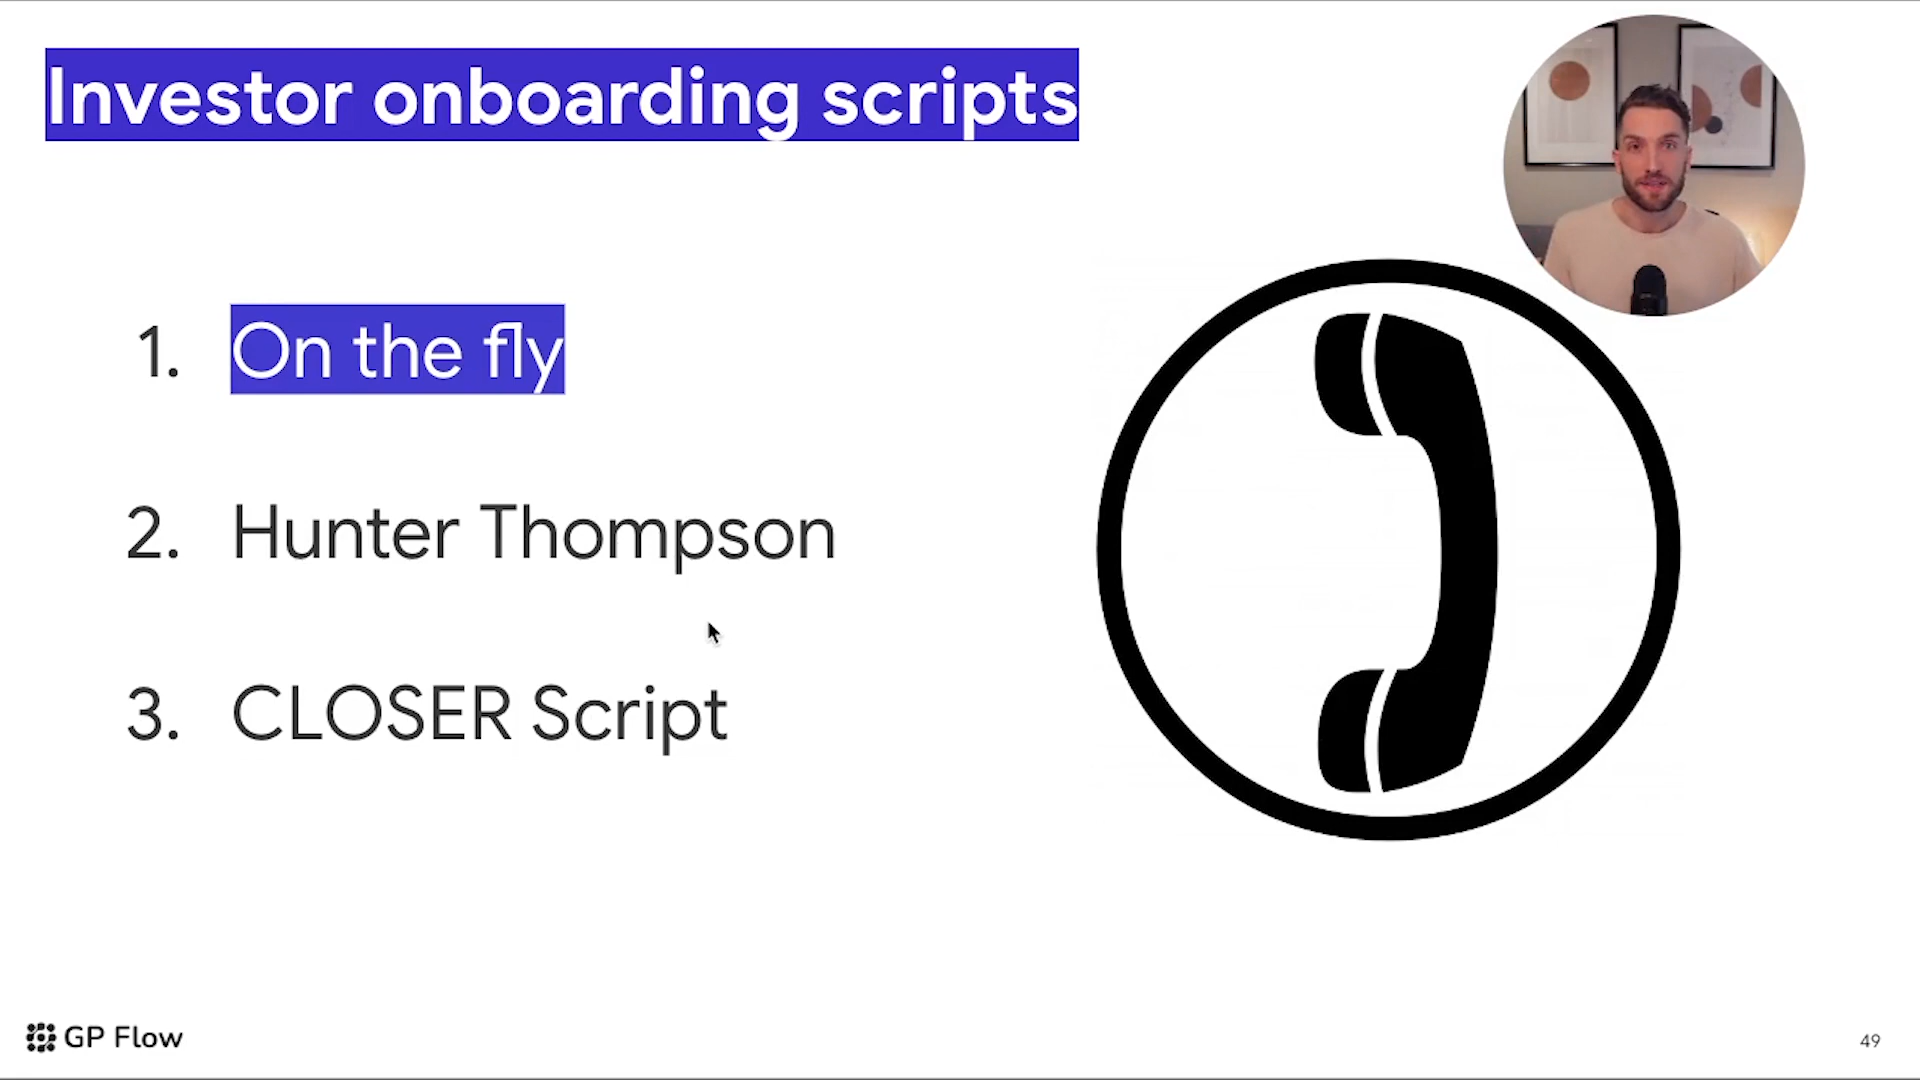 Investor onboarding scripts
1. On the fly
2. Hunter Thompson
3. CLOSER Script
GP Flow
49